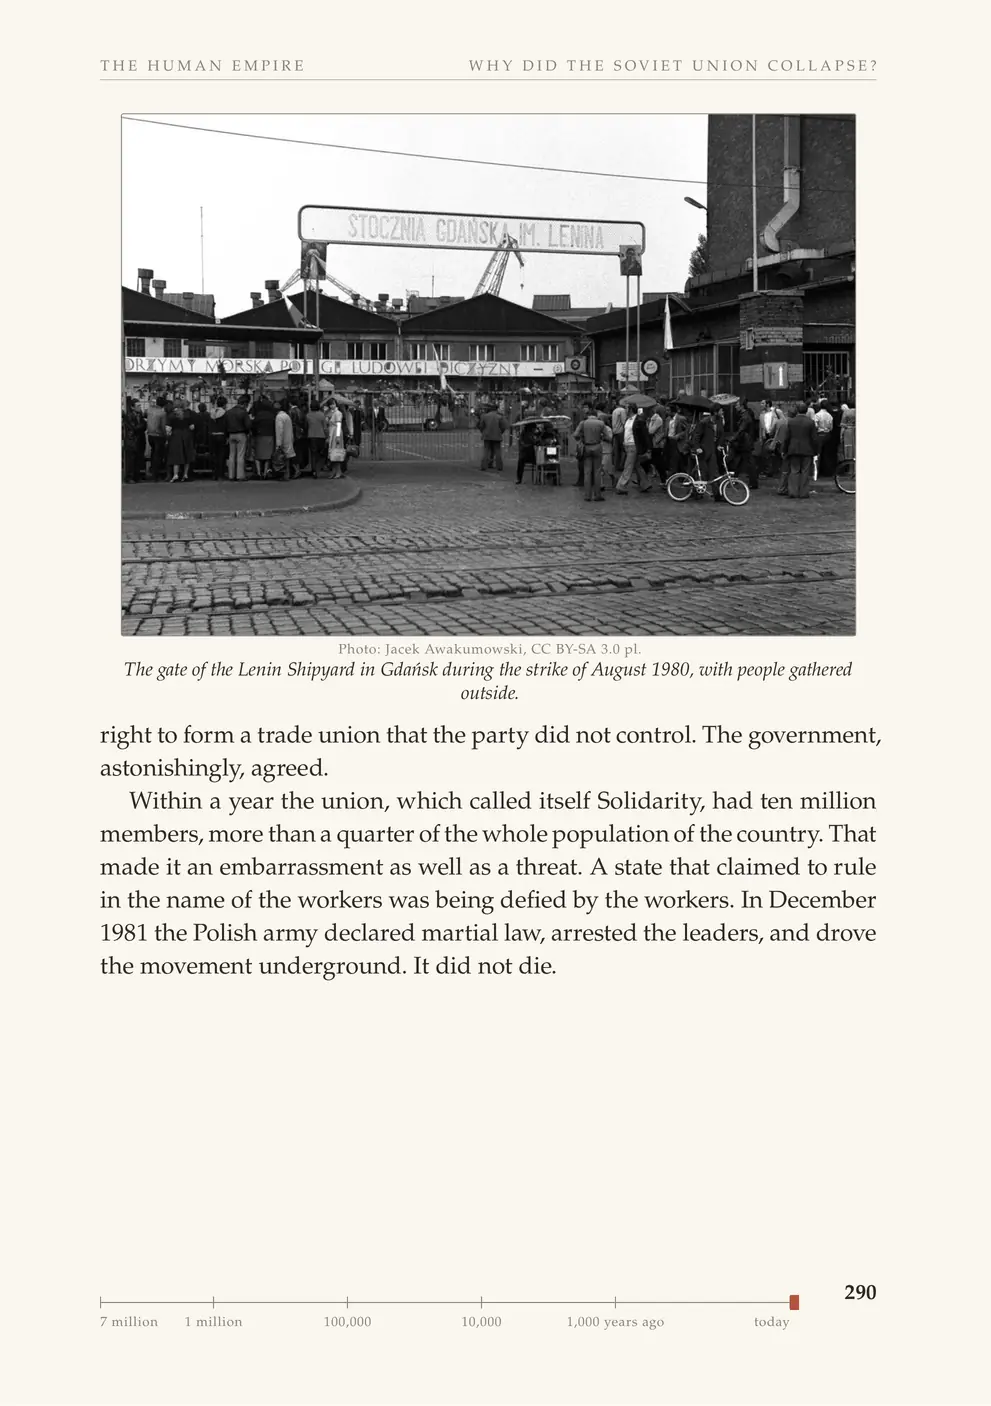 THE HUMAN EMPIRE
WHY DID THE SOVIET UNION COLLAPSE?
STOCZNIA GDAŃSKA IM. LENINA
DRZYMY MORSKĄ POTĘGĘ LUDOWEJ OJCZYZNY –
Photo: Jacek Awakumowski, CC BY-SA 3.0 pl.
The gate of the Lenin Shipyard in Gdańsk during the strike of August 1980, with people gathered
outside.
right to form a trade union that the party did not control. The government,
astonishingly, agreed.
Within a year the union, which called itself Solidarity, had ten million
members, more than a quarter of the whole population of the country. That
made it an embarrassment as well as a threat. A state that claimed to rule
in the name of the workers was being defied by the workers. In December
1981 the Polish army declared martial law, arrested the leaders, and drove
the movement underground. It did not die.
290
7 million 1 million 100,000 10,000 1,000 years ago today